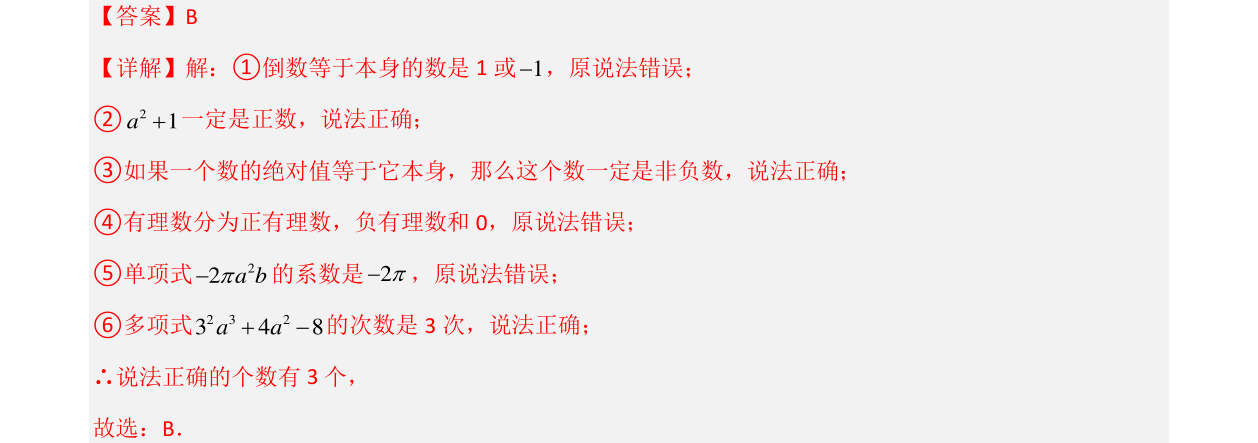 【答案】B
【详解】解：①倒数等于本身的数是 1 或 −1，原说法错误；
② a² +1一定是正数，说法正确；
③如果一个数的绝对值等于它本身，那么这个数一定是非负数，说法正确；
④有理数分为正有理数，负有理数和 0，原说法错误；
⑤单项式 −2πa²b 的系数是 −2π ，原说法错误；
⑥多项式 3²a³ + 4a² − 8的次数是 3 次，说法正确；
∴说法正确的个数有 3 个，
故选：B．